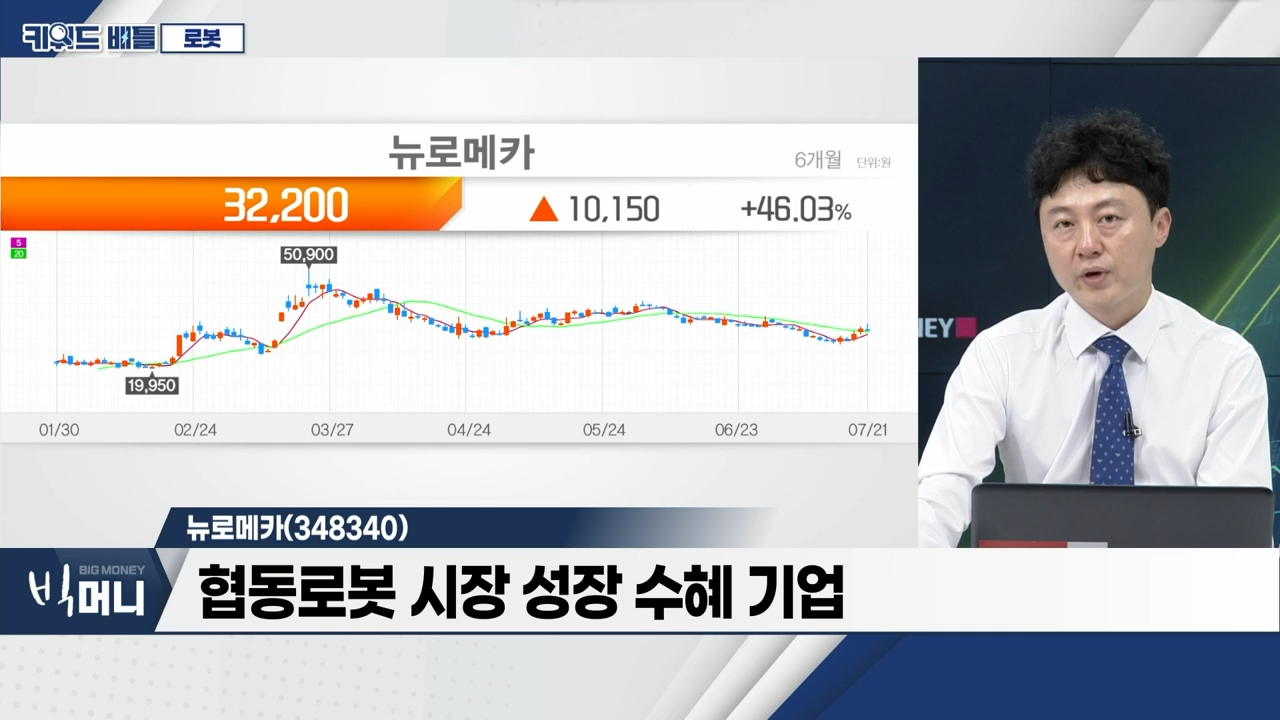 키워드 배틀 로봇
뉴로메카
6개월 단위:원
32,200 ▲ 10,150 +46.03%
5
20
50,900
19,950
01/30 02/24 03/27 04/24 05/24 06/23 07/21
NEY
뉴로메카(348340)
BIG MONEY
빅머니
협동로봇 시장 성장 수혜 기업